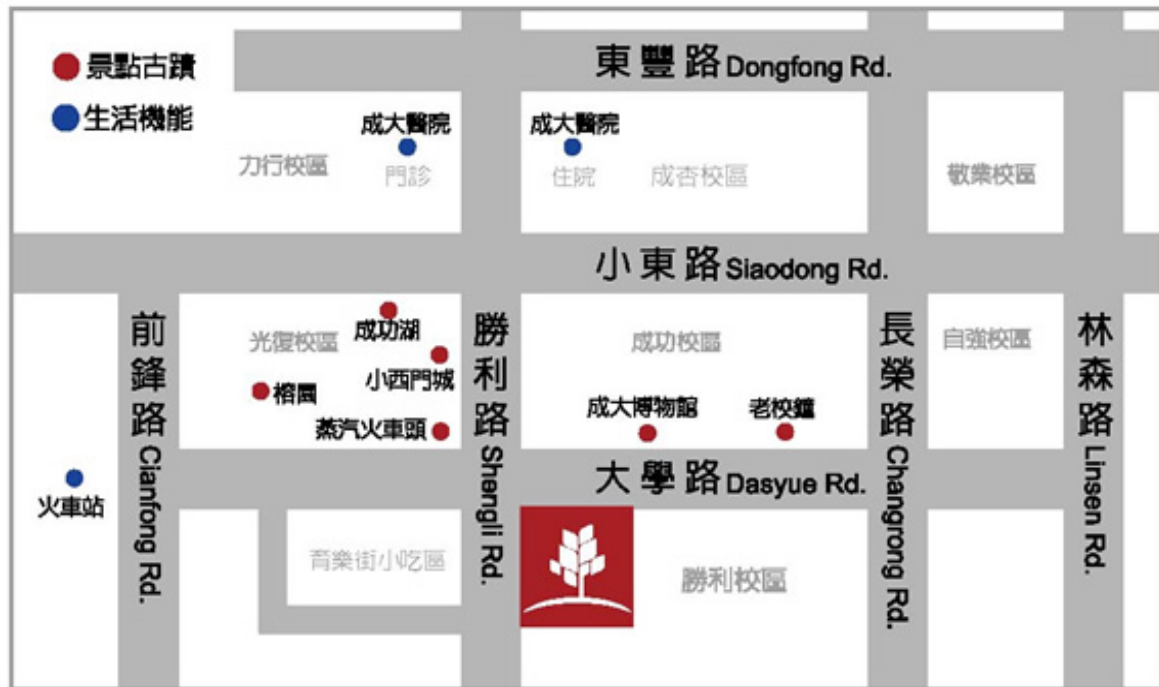 景點古蹟
生活機能
東豐路 Dongfong Rd.
成大醫院
門診
成大醫院
住院
力行校區
成杏校區
敬業校區
小東路 Siaodong Rd.
前鋒路 Cianfong Rd.
勝利路 Shengli Rd.
長榮路 Changrong Rd.
林森路 Linsen Rd.
光復校區
成功湖
小西門城
榕園
蒸汽火車頭
成功校區
成大博物館
老校鐘
自強校區
火車站
大學路 Dasyue Rd.
育樂街小吃區
勝利校區